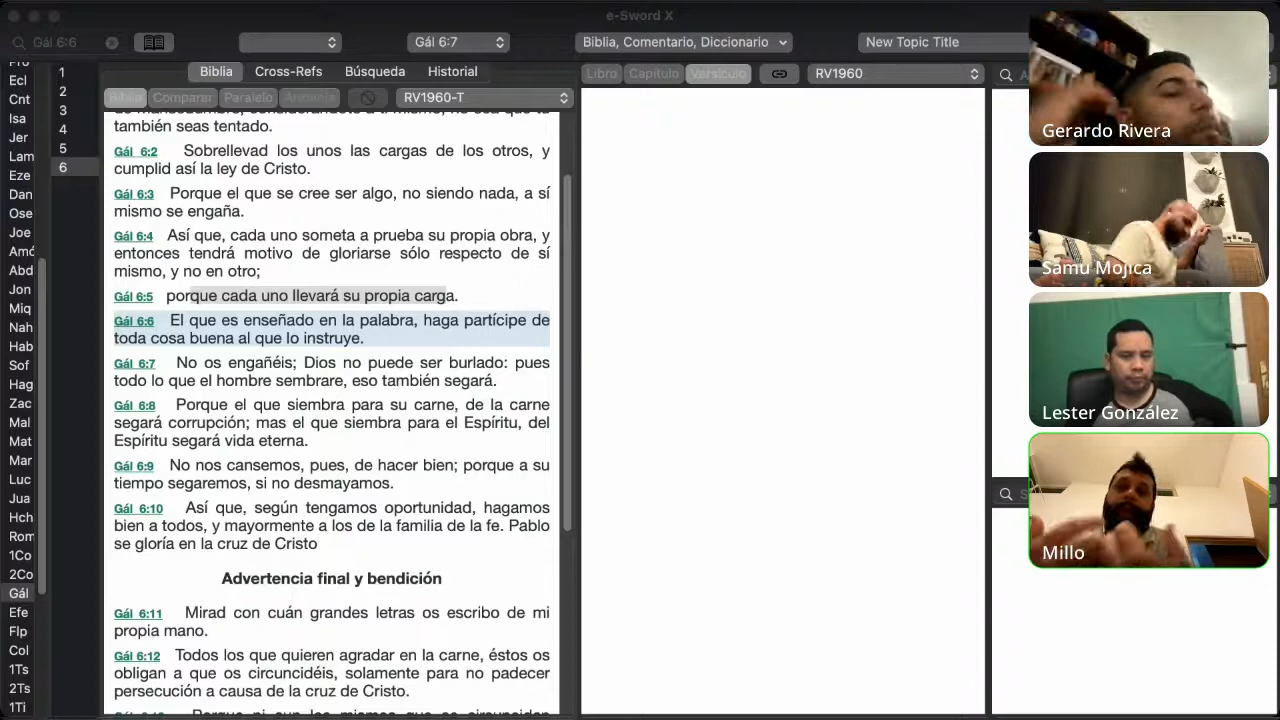 e-Sword X
Gál 6:6
Gál 6:7
Biblia, Comentario, Diccionario
New Topic Title
Biblia
Cross-Refs
Búsqueda
Historial
Biblia
Comparar
Paralelo
RV1960-T
Libro
Capítulo
Versículo
RV1960
Ecl
Cnt
Isa
Jer
Lam
Eze
Dan
Ose
Joe
Amó
Abd
Jon
Miq
Nah
Hab
Sof
Hag
Zac
Mal
Mat
Mar
Luc
Jua
Hch
Rom
1Co
2Co
Gál
Efe
Flp
Col
1Ts
2Ts
1Ti
1
2
3
4
5
6
también seas tentado.
Gál 6:2 Sobrellevad los unos las cargas de los otros, y
cumplid así la ley de Cristo.
Gál 6:3 Porque el que se cree ser algo, no siendo nada, a sí
mismo se engaña.
Gál 6:4 Así que, cada uno someta a prueba su propia obra, y
entonces tendrá motivo de gloriarse sólo respecto de sí
mismo, y no en otro;
Gál 6:5 porque cada uno llevará su propia carga.
Gál 6:6 El que es enseñado en la palabra, haga partícipe de
toda cosa buena al que lo instruye.
Gál 6:7 No os engañéis; Dios no puede ser burlado: pues
todo lo que el hombre sembrare, eso también segará.
Gál 6:8 Porque el que siembra para su carne, de la carne
segará corrupción; mas el que siembra para el Espíritu, del
Espíritu segará vida eterna.
Gál 6:9 No nos cansemos, pues, de hacer bien; porque a su
tiempo segaremos, si no desmayamos.
Gál 6:10 Así que, según tengamos oportunidad, hagamos
bien a todos, y mayormente a los de la familia de la fe. Pablo
se gloría en la cruz de Cristo
Advertencia final y bendición
Gál 6:11 Mirad con cuán grandes letras os escribo de mi
propia mano.
Gál 6:12 Todos los que quieren agradar en la carne, éstos os
obligan a que os circuncidéis, solamente para no padecer
persecución a causa de la cruz de Cristo.
Gerardo Rivera
Samu Mojica
Lester González
Millo